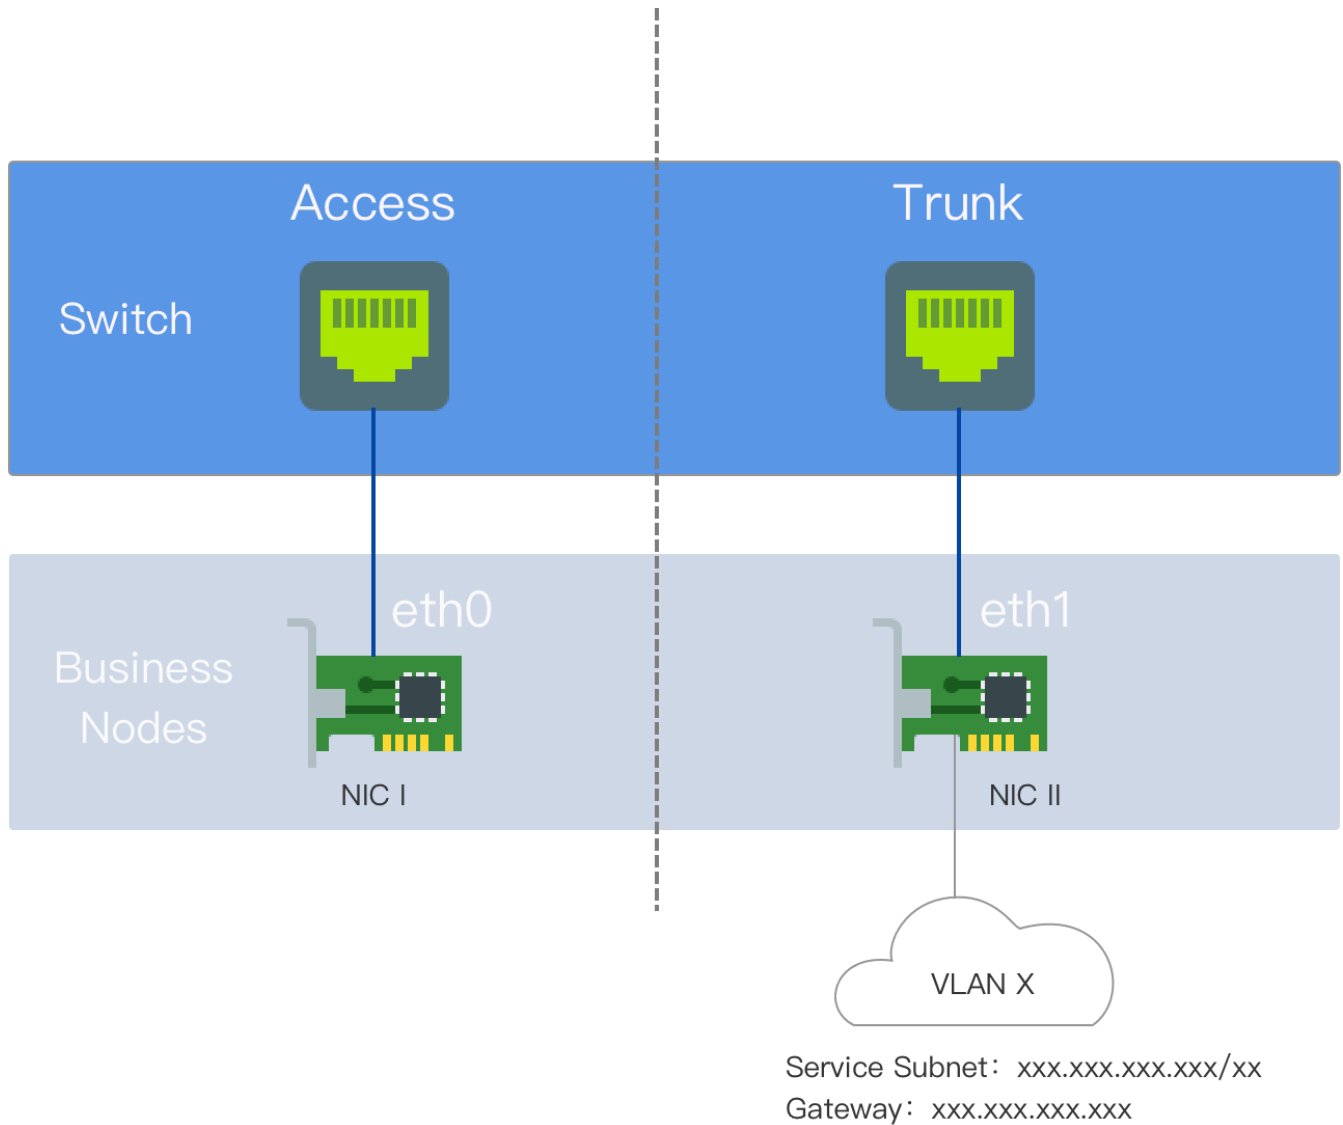 Access
Trunk
Switch
eth0
eth1
Business
Nodes
NIC I
NIC II
VLAN X
Service Subnet：xxx.xxx.xxx.xxx/xx
Gateway：xxx.xxx.xxx.xxx